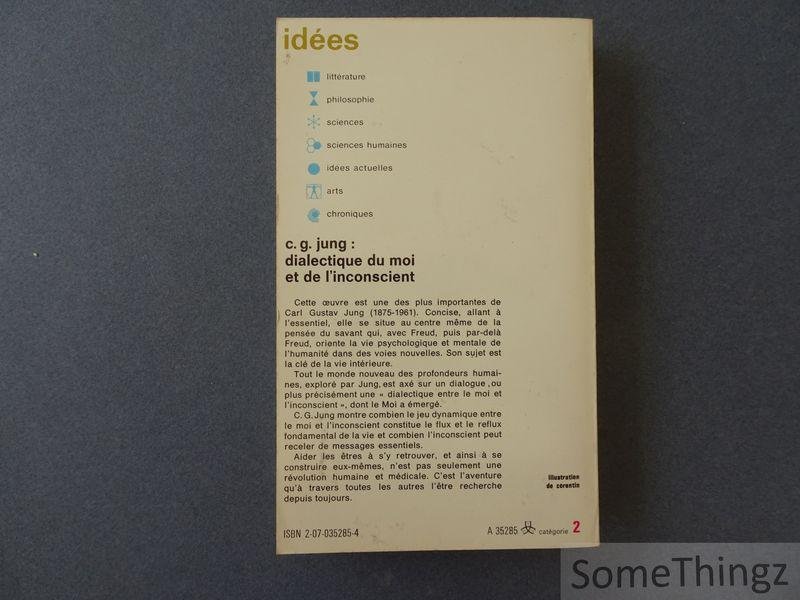 idées
littérature
philosophie
sciences
sciences humaines
idées actuelles
arts
chroniques
c. g. jung :
dialectique du moi
et de l'inconscient
Cette œuvre est une des plus importantes de
Carl Gustav Jung (1875-1961). Concise, allant à
l'essentiel, elle se situe au centre même de la
pensée du savant qui, avec Freud, puis par-delà
Freud, oriente la vie psychologique et mentale de
l'humanité dans des voies nouvelles. Son sujet est
la clé de la vie intérieure.
Tout le monde nouveau des profondeurs humai-
nes, exploré par Jung, est axé sur un dialogue, ou
plus précisément une « dialectique entre le moi et
l'inconscient », dont le Moi a émergé.
C. G. Jung montre combien le jeu dynamique entre
le moi et l'inconscient constitue le flux et le reflux
fondamental de la vie et combien l'inconscient peut
receler de messages essentiels.
Aider les êtres à s'y retrouver, et ainsi à se
construire eux-mêmes, n'est pas seulement une
révolution humaine et médicale. C'est l'aventure
qu'à travers toutes les autres l'être recherche
depuis toujours.
illustration
de corentin
ISBN 2-07-035285-4
A 35285 catégorie 2
SomeThingz